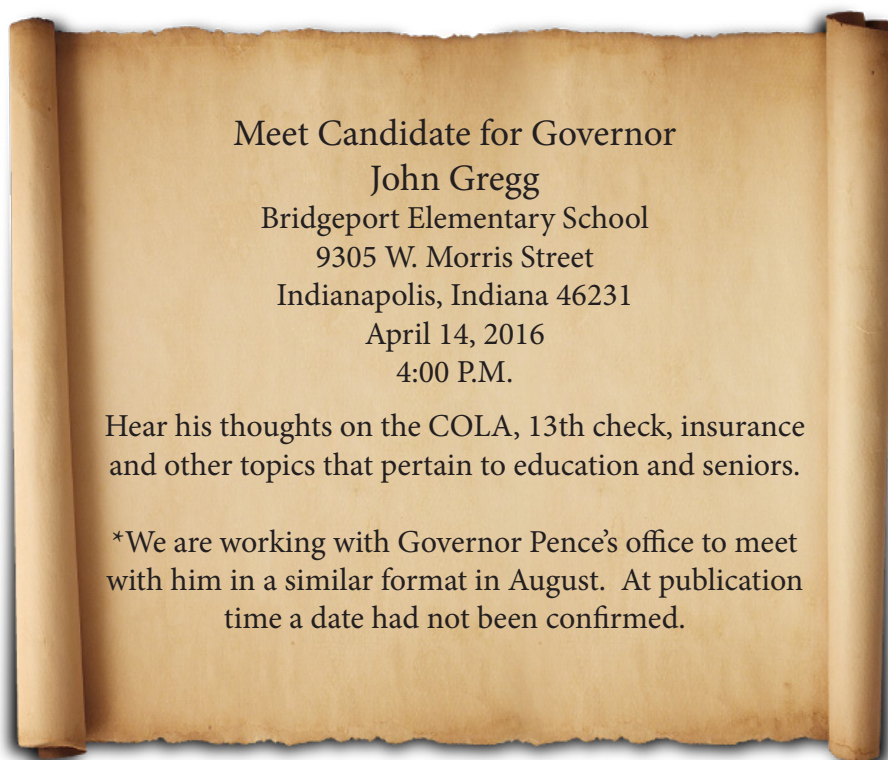 Meet Candidate for Governor
John Gregg
Bridgeport Elementary School
9305 W. Morris Street
Indianapolis, Indiana 46231
April 14, 2016
4:00 P.M.
Hear his thoughts on the COLA, 13th check, insurance
and other topics that pertain to education and seniors.
*We are working with Governor Pence's office to meet
with him in a similar format in August.  At publication
time a date had not been confirmed.